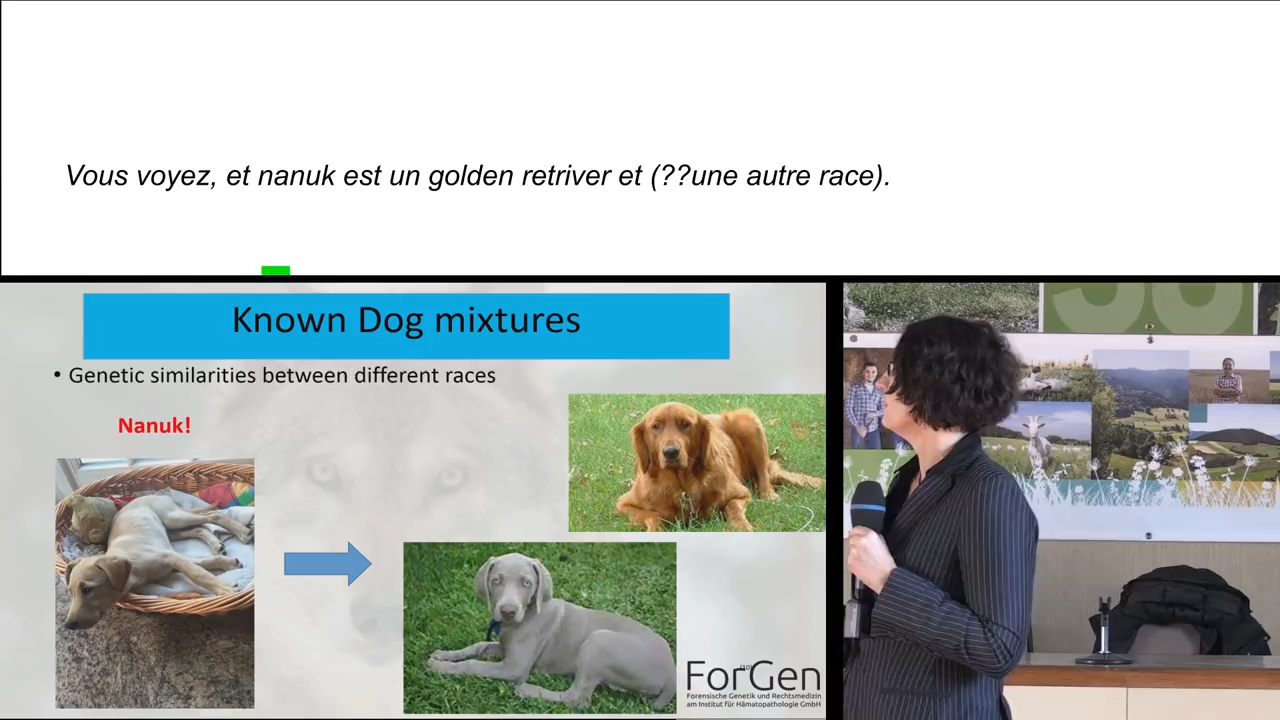 Vous voyez, et nanuk est un golden retriver et (??une autre race).
Known Dog mixtures
• Genetic similarities between different races
Nanuk!
ForGen
Forensische Genetik und Rechtsmedizin
am Institut für Hämatopathologie GmbH